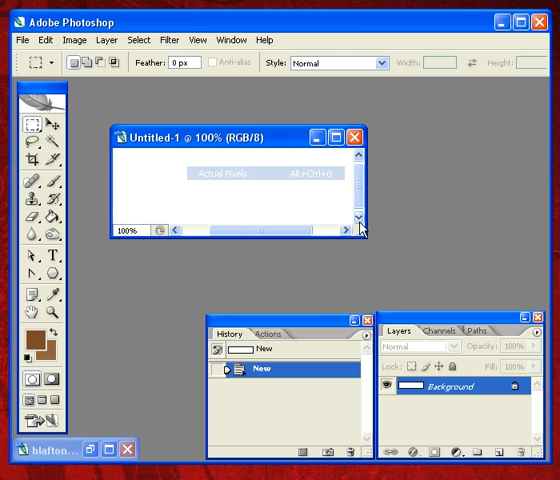 Adobe Photoshop
File Edit Image Layer Select Filter View Window Help
Feather: 0 px Anti-alias Style: Normal Width: Height:
Untitled-1 @ 100% (RGB/8)
Actual Pixels Alt+Ctrl+0
100%
T
History Actions
New
New
Layers Channels Paths
Normal Opacity: 100%
Lock: Fill: 100%
Background
hlafton...